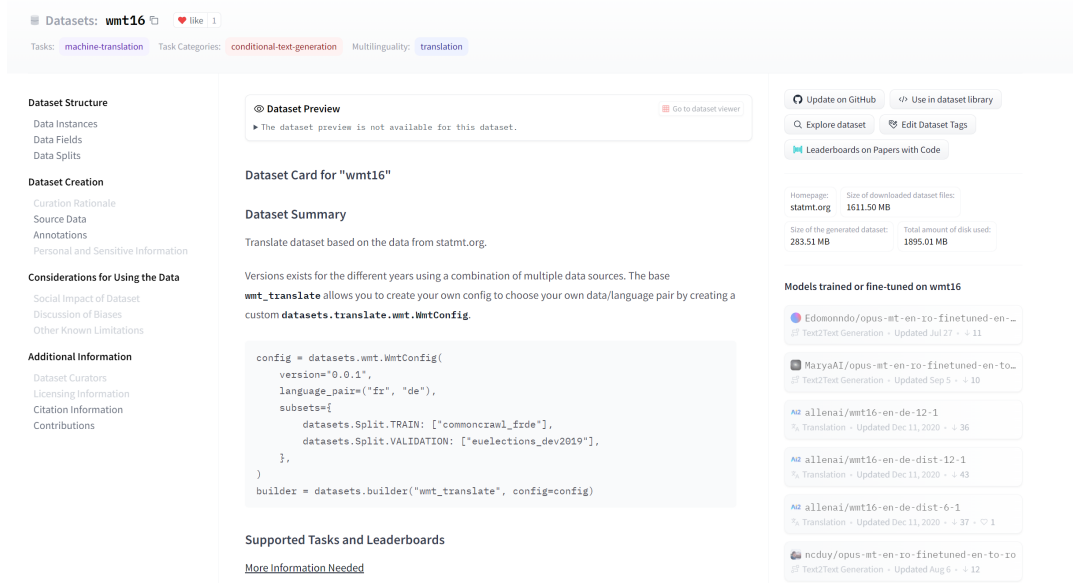 Datasets: wmt16
like 1
Tasks: machine-translation Task Categories: conditional-text-generation Multilinguality: translation
Dataset Structure
Data Instances
Data Fields
Data Splits
Dataset Creation
Curation Rationale
Source Data
Annotations
Personal and Sensitive Information
Considerations for Using the Data
Social Impact of Dataset
Discussion of Biases
Other Known Limitations
Additional Information
Dataset Curators
Licensing Information
Citation Information
Contributions
Dataset Preview
Go to dataset viewer
The dataset preview is not available for this dataset.
Dataset Card for "wmt16"
Dataset Summary
Translate dataset based on the data from statmt.org.
Versions exists for the different years using a combination of multiple data sources. The base
wmt_translate allows you to create your own config to choose your own data/language pair by creating a
custom datasets.translate.wmt.WmtConfig.
config = datasets.wmt.WmtConfig(
    version="0.0.1",
    language_pair=("fr", "de"),
    subsets={
        datasets.Split.TRAIN: ["commoncrawl_frde"],
        datasets.Split.VALIDATION: ["euelections_dev2019"],
    },
)
builder = datasets.builder("wmt_translate", config=config)
Supported Tasks and Leaderboards
More Information Needed
Update on GitHub
</> Use in dataset library
Explore dataset
Edit Dataset Tags
Leaderboards on Papers with Code
Homepage:
statmt.org
Size of downloaded dataset files:
1611.50 MB
Size of the generated dataset:
283.51 MB
Total amount of disk used:
1895.01 MB
Models trained or fine-tuned on wmt16
Edomonndo/opus-mt-en-ro-finetuned-en-…
Text2Text Generation • Updated Jul 27 • ↓ 11
MaryaAI/opus-mt-en-ro-finetuned-en-to…
Text2Text Generation • Updated Sep 5 • ↓ 10
Ai2 allenai/wmt16-en-de-12-1
Translation • Updated Dec 11, 2020 • ↓ 36
Ai2 allenai/wmt16-en-de-dist-12-1
Translation • Updated Dec 11, 2020 • ↓ 43
Ai2 allenai/wmt16-en-de-dist-6-1
Translation • Updated Dec 11, 2020 • ↓ 37 • ♡ 1
ncduy/opus-mt-en-ro-finetuned-en-to-ro
Text2Text Generation • Updated Aug 6 • ↓ 12